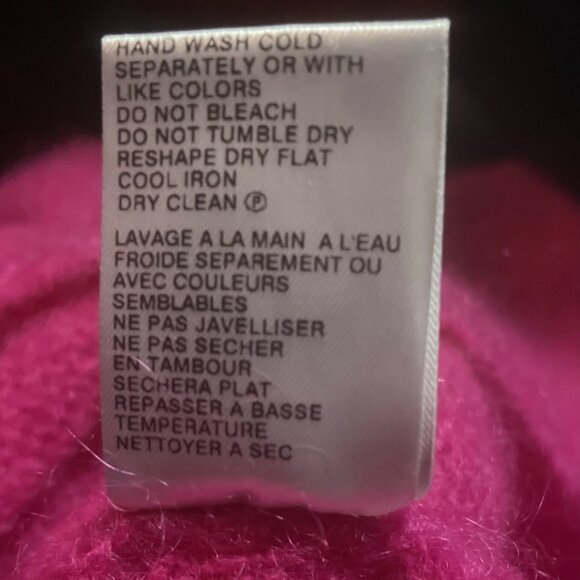 HAND WASH COLD
SEPARATELY OR WITH
LIKE COLORS
DO NOT BLEACH
DO NOT TUMBLE DRY
RESHAPE DRY FLAT
COOL IRON
DRY CLEAN Ⓟ
LAVAGE A LA MAIN A L'EAU
FROIDE SEPAREMENT OU
AVEC COULEURS
SEMBLABLES
NE PAS JAVELLISER
NE PAS SECHER
EN TAMBOUR
SECHERA PLAT
REPASSER A BASSE
TEMPERATURE
NETTOYER A SEC